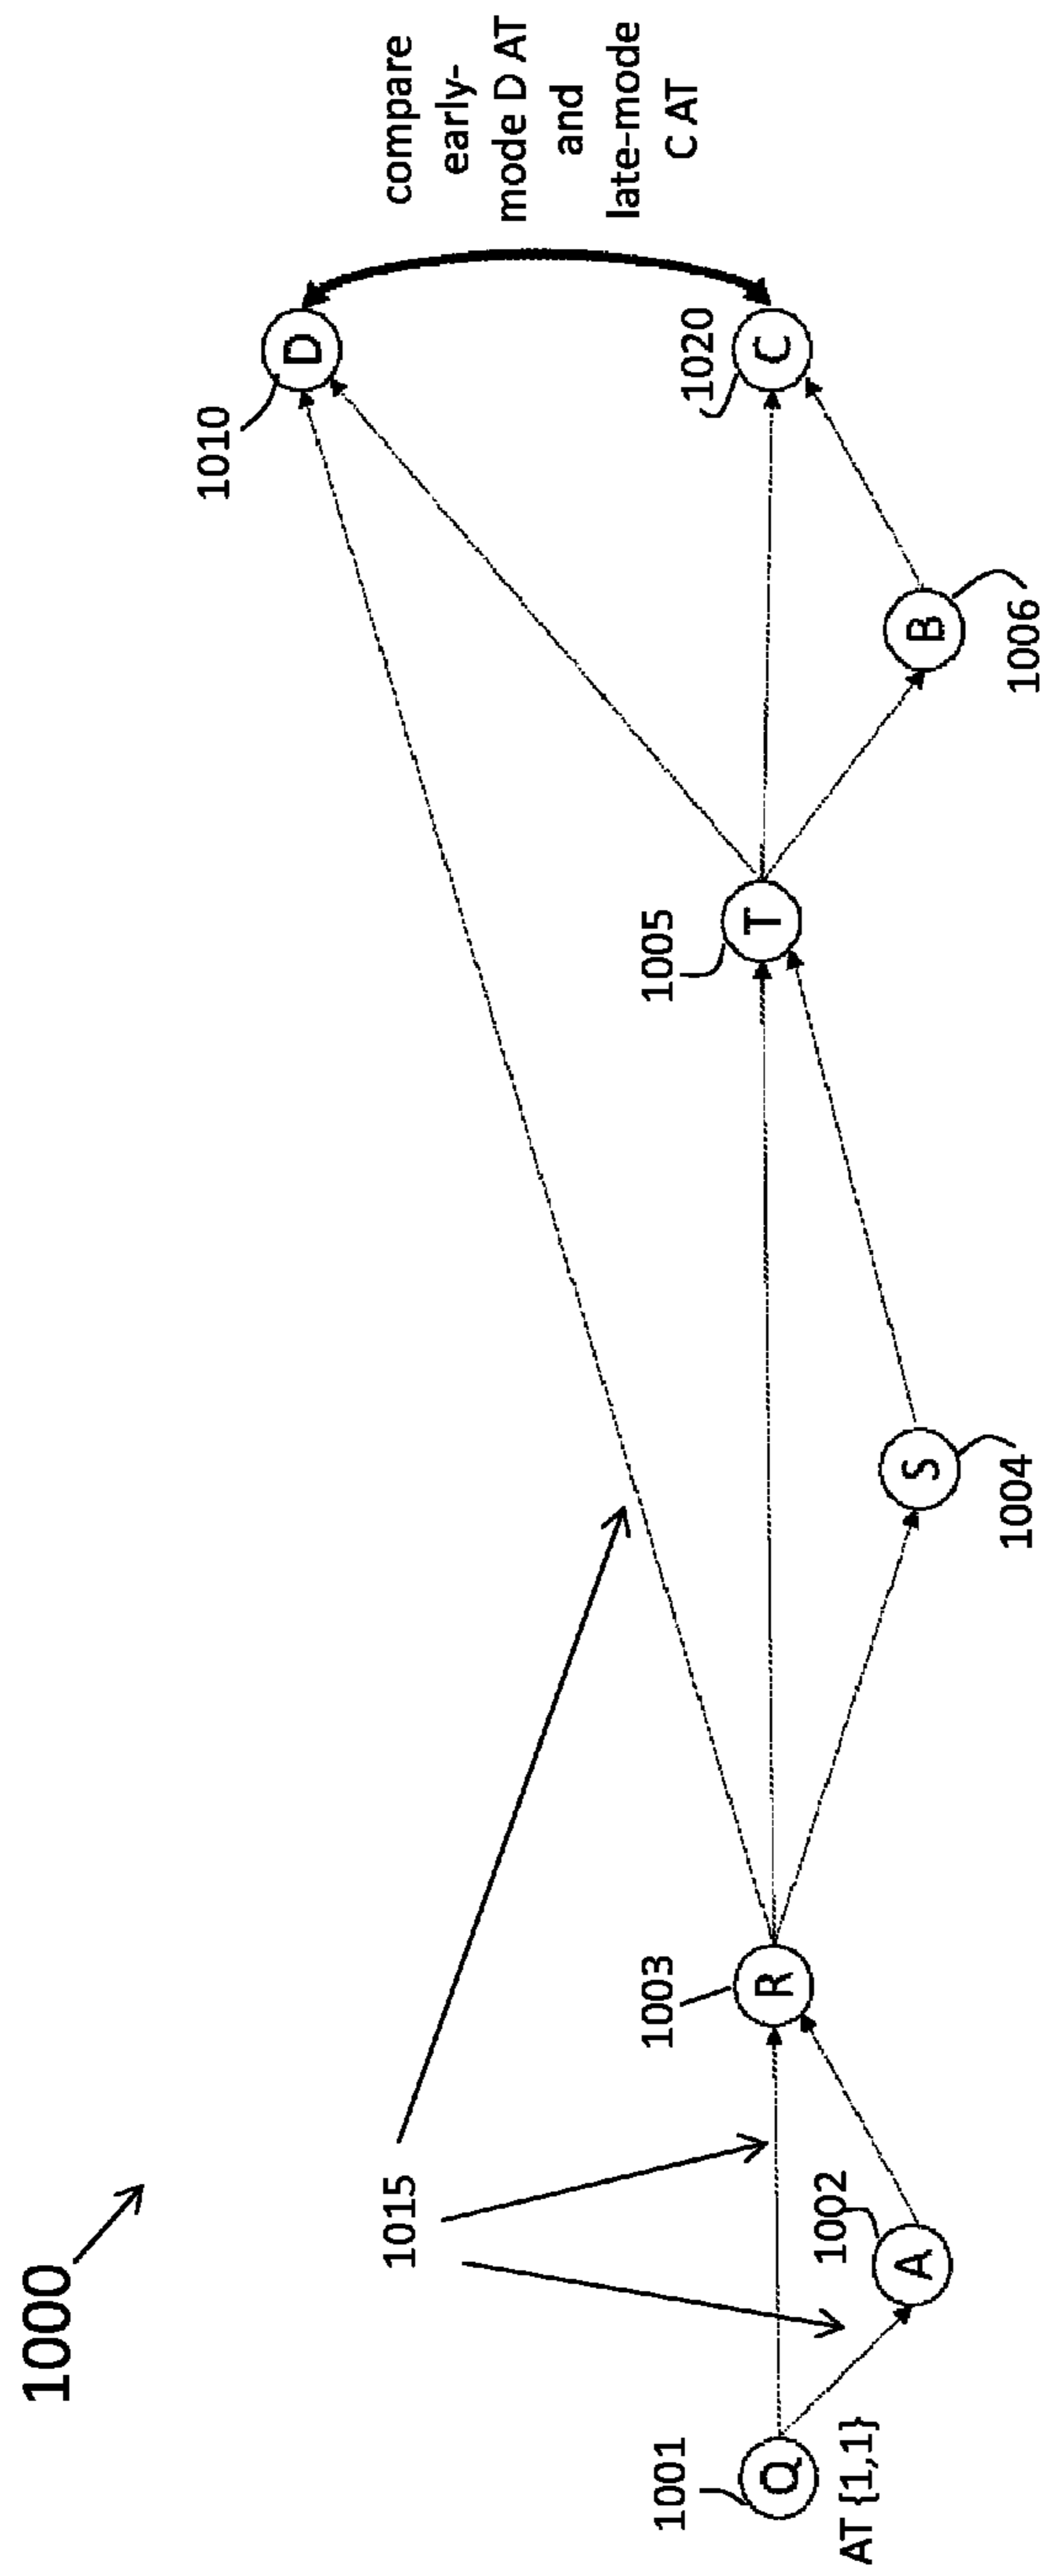 1000
1015
1001
Q
AT {1,1}
1002
A
1003
R
1004
S
1005
T
1006
B
1010
D
1020
C
compare
early-
mode D AT
and
late-mode
C AT